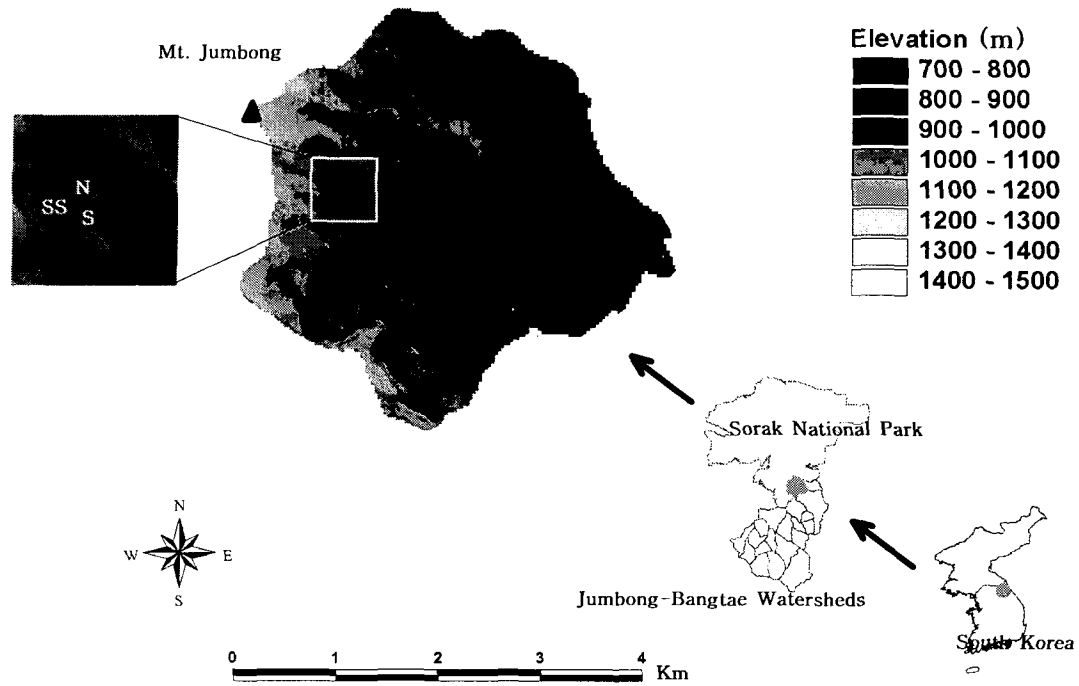 Mt. Jumbong
Elevation (m)
700 - 800
800 - 900
900 - 1000
1000 - 1100
1100 - 1200
1200 - 1300
1300 - 1400
1400 - 1500
N
SS
S
Sorak National Park
N
W E
S
Jumbong-Bangtae Watersheds
South Korea
0 1 2 3 4
Km